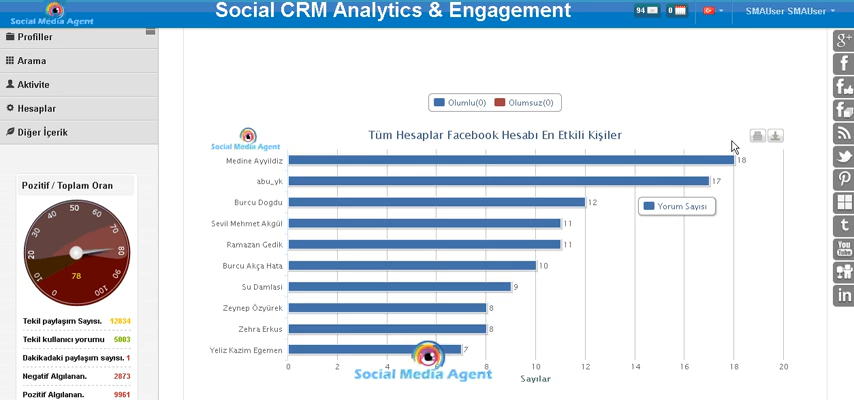 Social CRM Analytics & Engagement
Social Media Agent
94
0
SMAUser SMAUser
Profiller
Arama
Aktivite
Hesaplar
Diğer İçerik
Pozitif / Toplam Oran
0 10 20 30 40 50 60 70 80 90 100
78
Tekil paylaşım Sayısı. 12834
Tekil kullanıcı yorumu 5003
Dakikadaki paylaşım sayısı. 1
Negatif Algılanan. 2873
Pozitif Algılanan. 9961
Olumlu(0) Olumsuz(0)
Social Media Agent
Tüm Hesaplar Facebook Hesabı En Etkili Kişiler
Medine Ayyildiz 18
abu_yk 17
Burcu Dogdu 12
Yorum Sayısı
Sevil Mehmet Akgül 11
Ramazan Gedik 11
Burcu Akça Hata 10
Su Damlasi 9
Zeynep Özyürek 8
Zehra Erkus 8
Yeliz Kazim Egemen 7
0 2 4 6 8 10 12 14 16 18 20
Sayılar
Social Media Agent
g+
f
f
f
t
You Tube
in